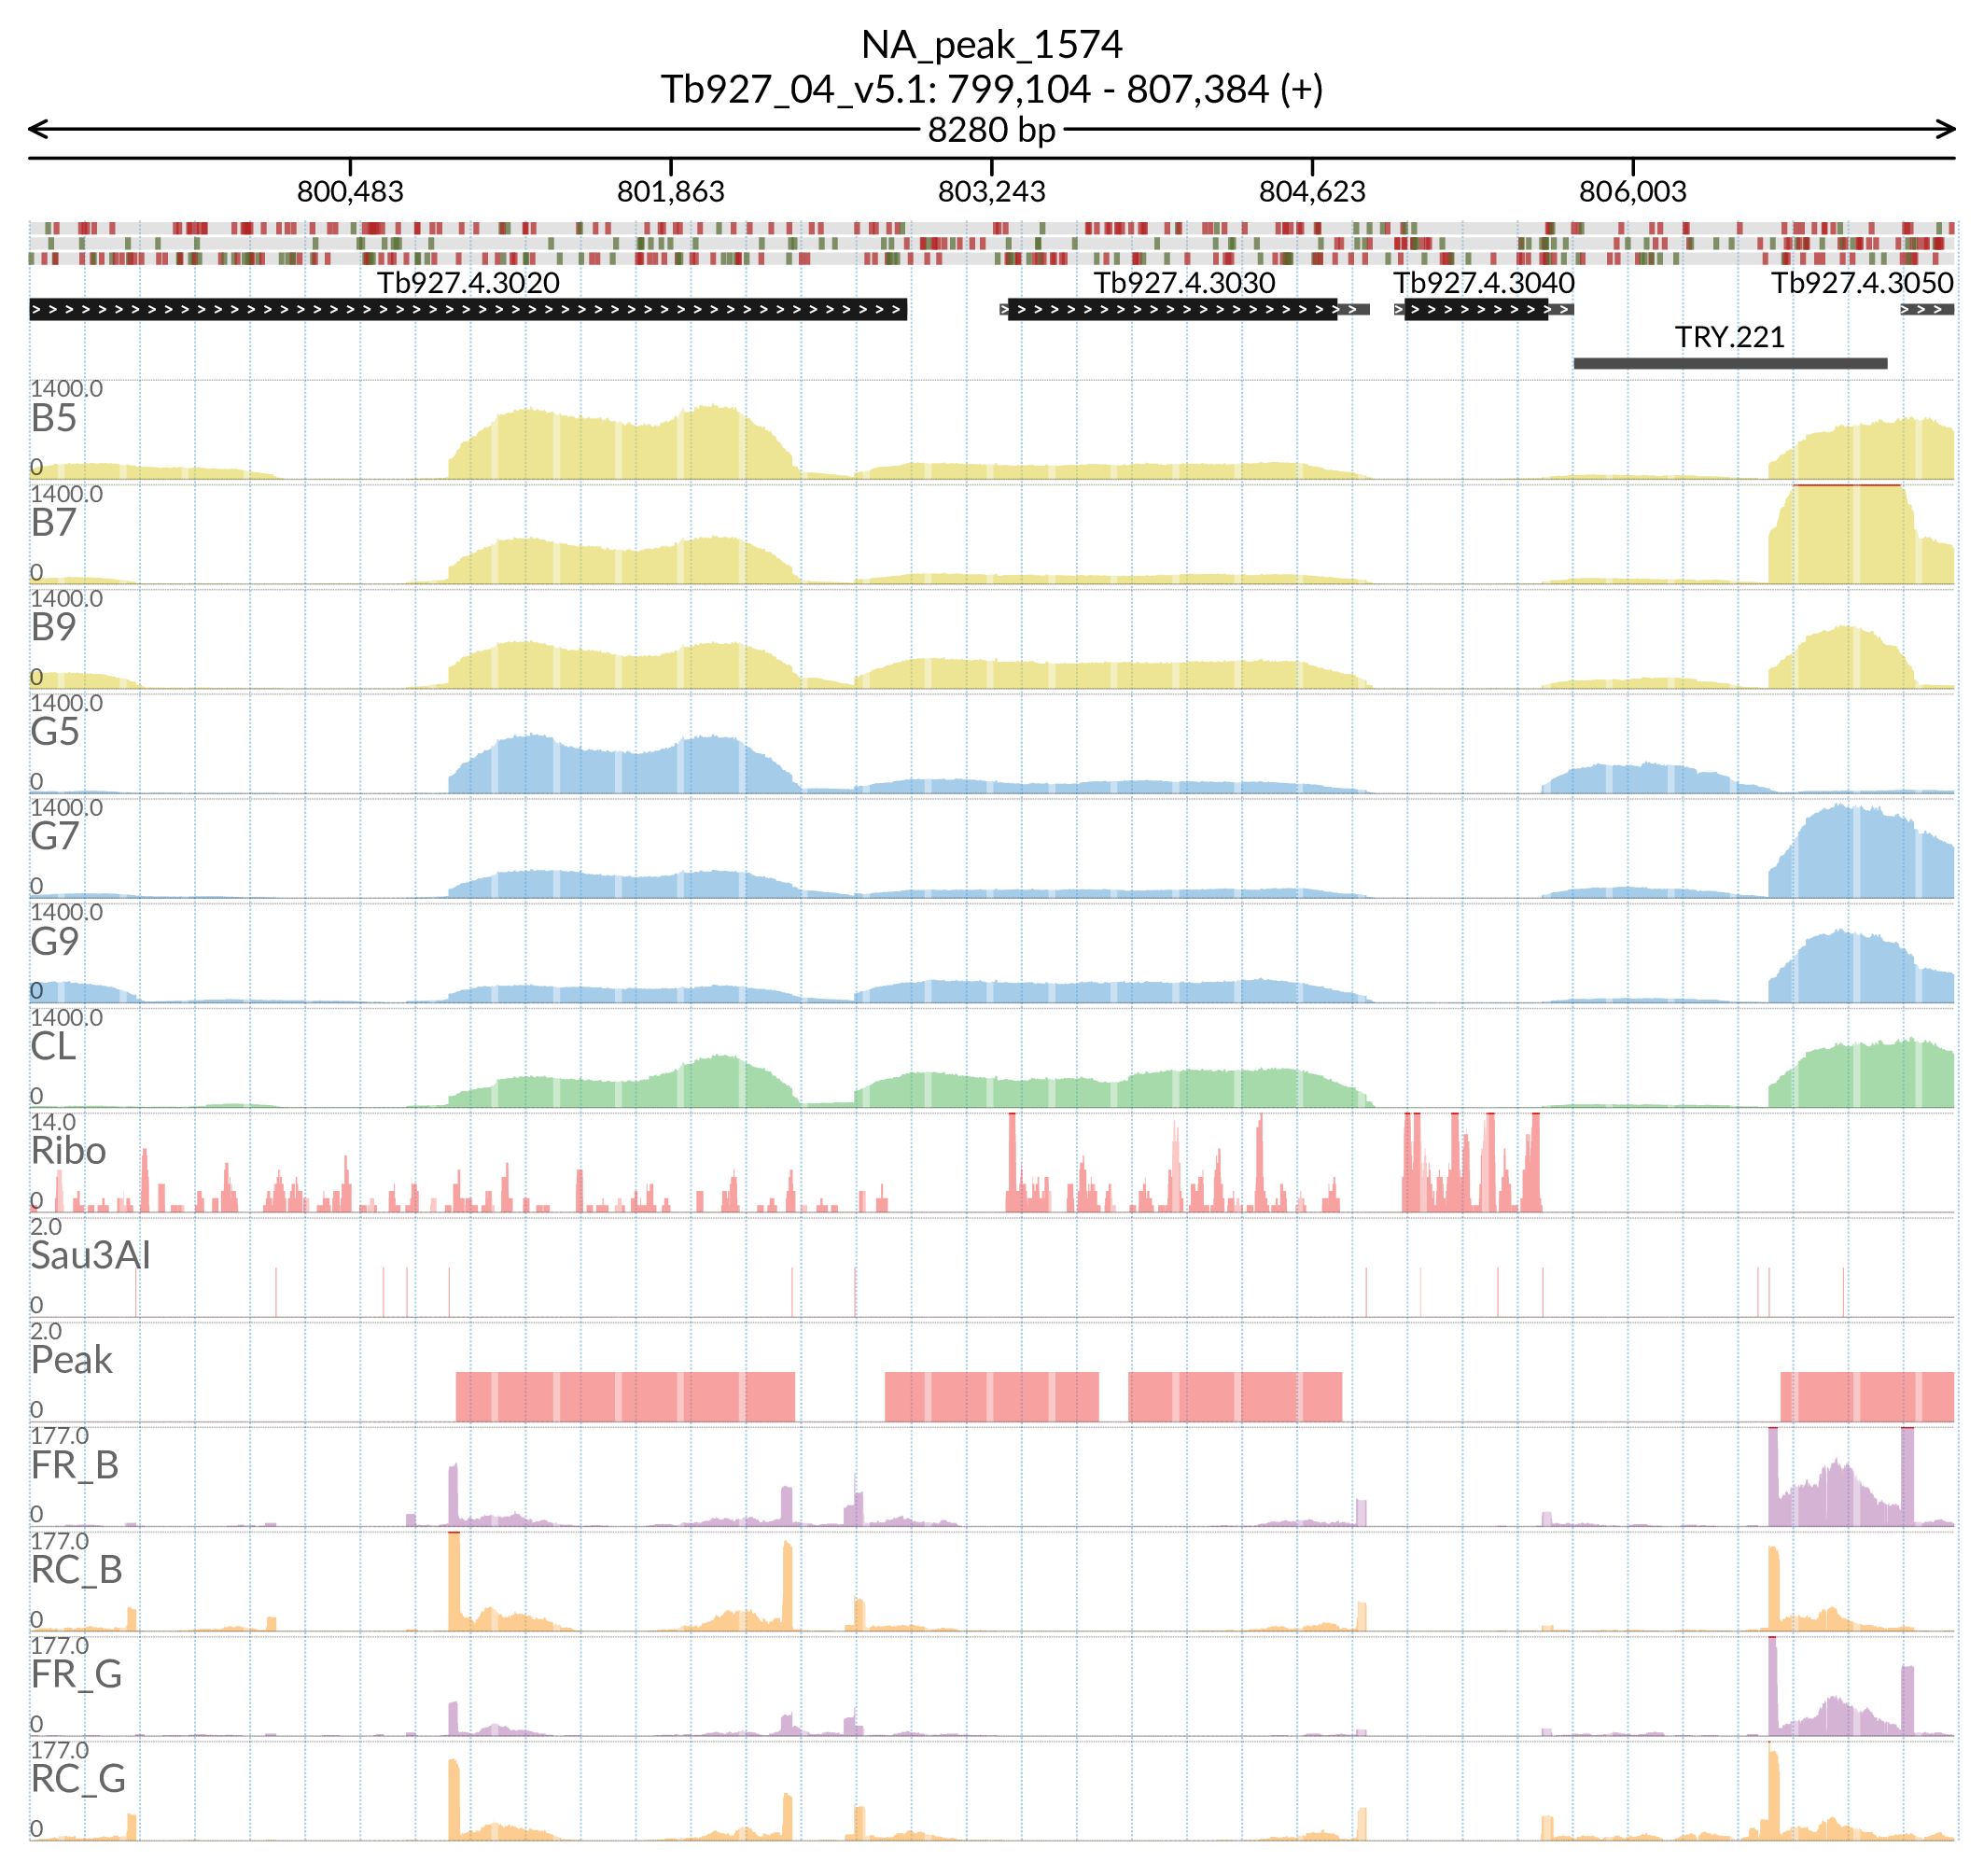 NA_peak_1574
Tb927_04_v5.1: 799,104 - 807,384 (+)
8280 bp
800,483 801,863 803,243 804,623 806,003
Tb927.4.3020 Tb927.4.3030 Tb927.4.3040 Tb927.4.3050
TRY.221
1400.0
B5
0
1400.0
B7
0
1400.0
B9
0
1400.0
G5
0
1400.0
G7
0
1400.0
G9
0
1400.0
CL
0
14.0
Ribo
0
2.0
Sau3AI
0
2.0
Peak
0
177.0
FR_B
0
177.0
RC_B
0
177.0
FR_G
0
177.0
RC_G
0